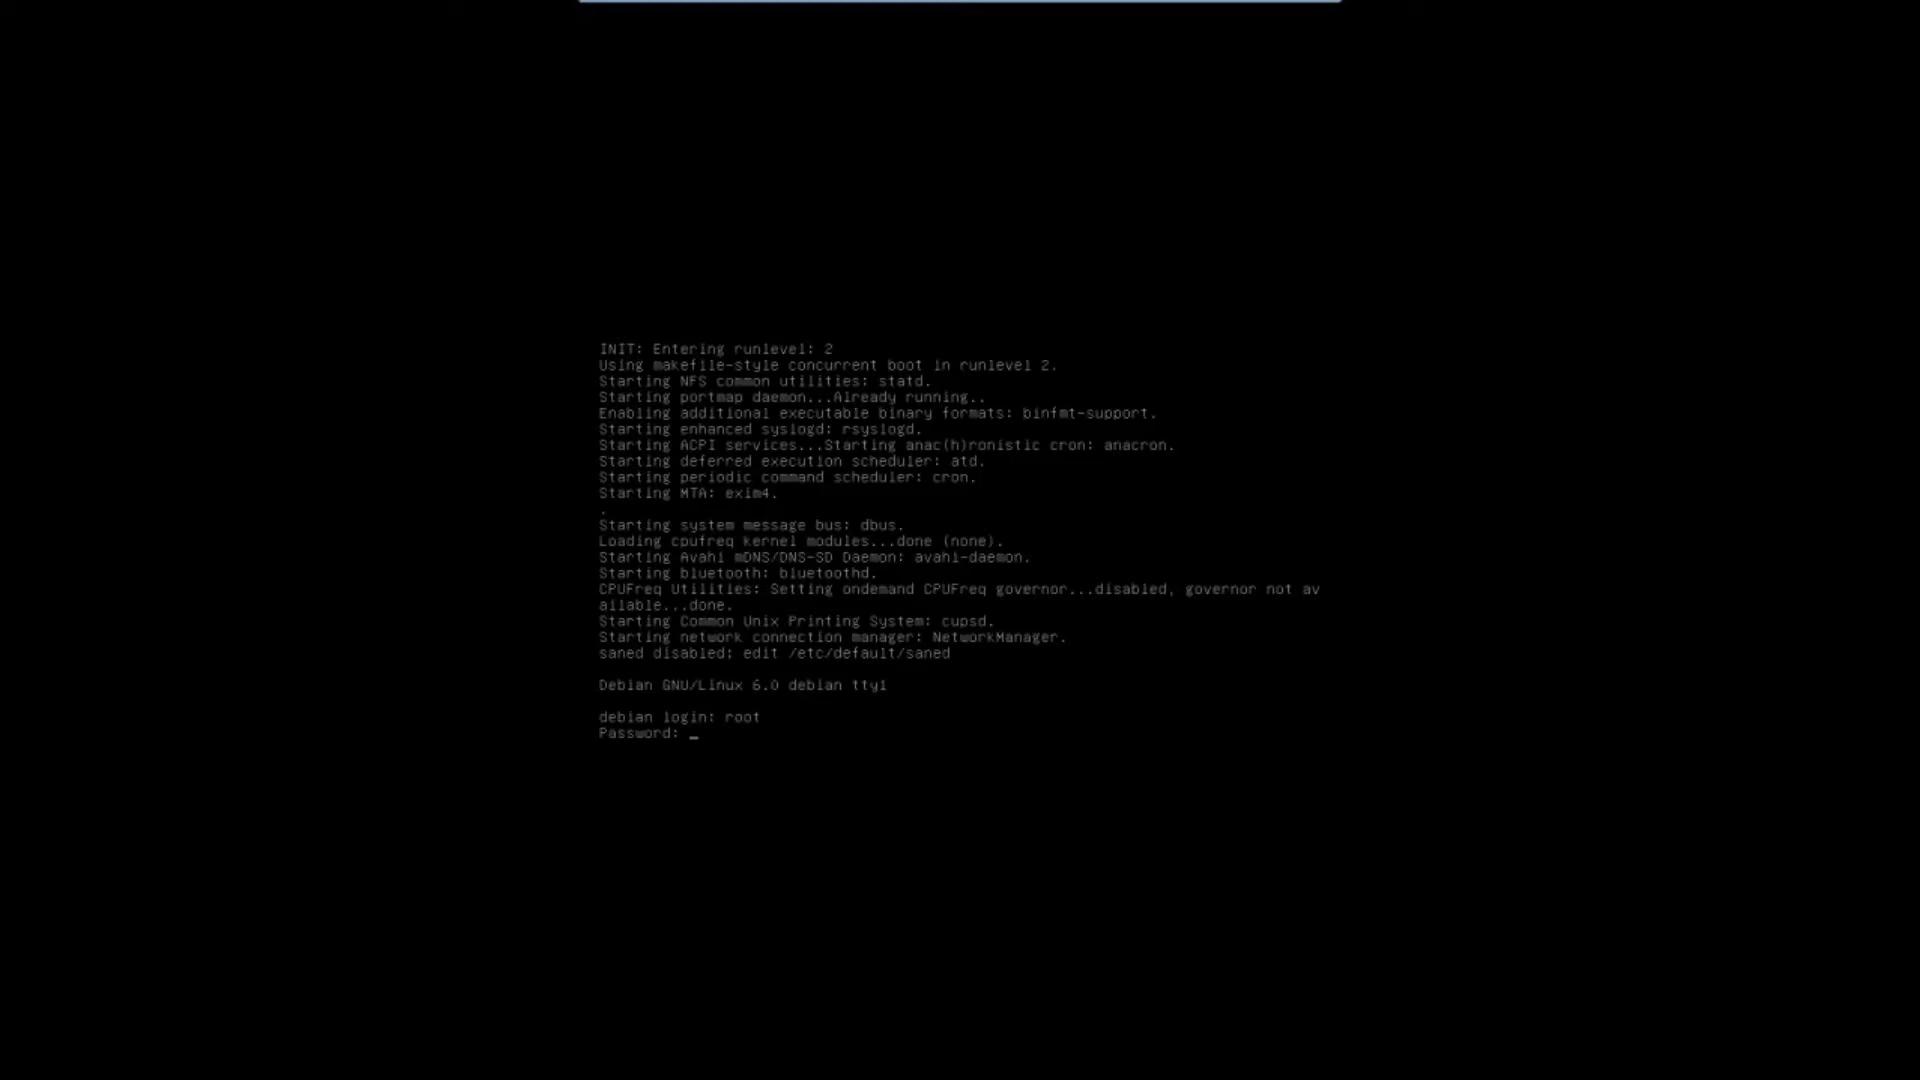 INIT: Entering runlevel: 2
Using makefile-style concurrent boot in runlevel 2.
Starting NFS common utilities: statd.
Starting portmap daemon...Already running..
Enabling additional executable binary formats: binfmt-support.
Starting enhanced syslogd: rsyslogd.
Starting ACPI services...Starting anac(h)ronistic cron: anacron.
Starting deferred execution scheduler: atd.
Starting periodic command scheduler: cron.
Starting MTA: exim4.
.
Starting system message bus: dbus.
Loading cpufreq kernel modules...done (none).
Starting Avahi mDNS/DNS-SD Daemon: avahi-daemon.
Starting bluetooth: bluetoothd.
CPUFreq Utilities: Setting ondemand CPUFreq governor...disabled, governor not av
ailable...done.
Starting Common Unix Printing System: cupsd.
Starting network connection manager: NetworkManager.
saned disabled; edit /etc/default/saned
Debian GNU/Linux 6.0 debian tty1
debian login: root
Password: _